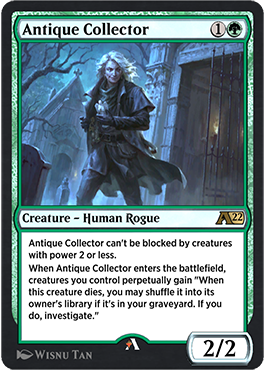 Antique Collector 1
Creature – Human Rogue A22
Antique Collector can't be blocked by creatures
with power 2 or less.
When Antique Collector enters the battlefield,
creatures you control perpetually gain "When
this creature dies, you may shuffle it into its
owner's library if it's in your graveyard. If you
do, investigate."
Wisnu Tan
2/2